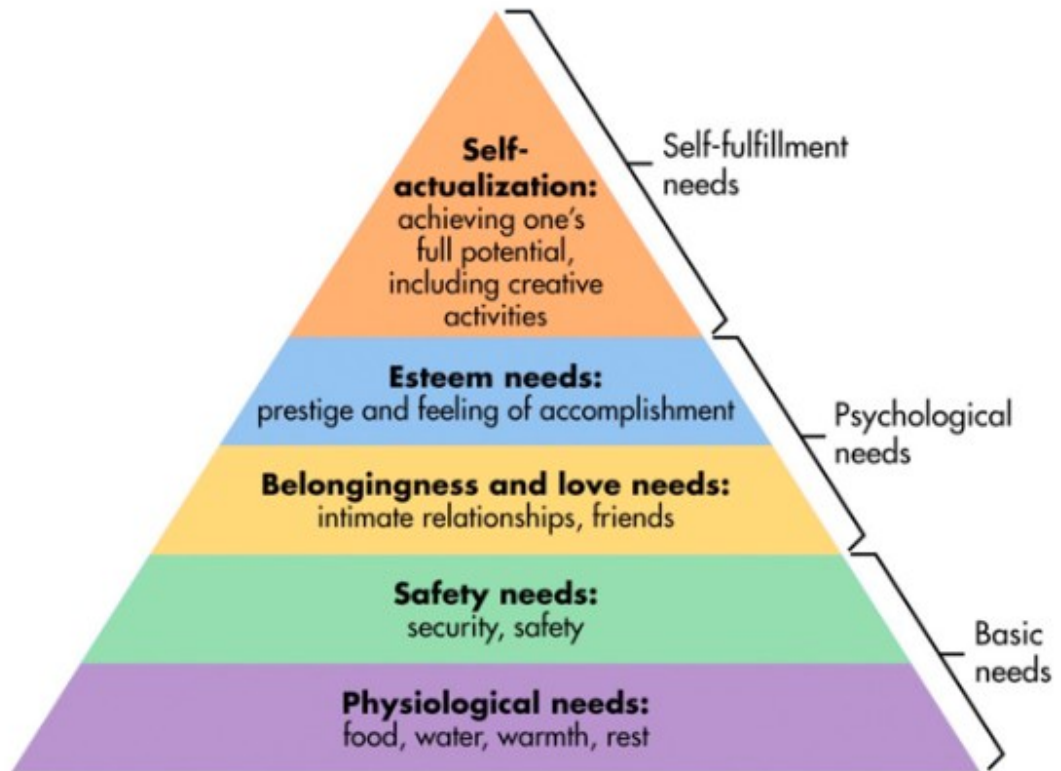 Self-
actualization:
achieving one's
full potential,
including creative
activities
Self-fulfillment
needs
Esteem needs:
prestige and feeling of accomplishment
Belongingness and love needs:
intimate relationships, friends
Psychological
needs
Safety needs:
security, safety
Physiological needs:
food, water, warmth, rest
Basic
needs